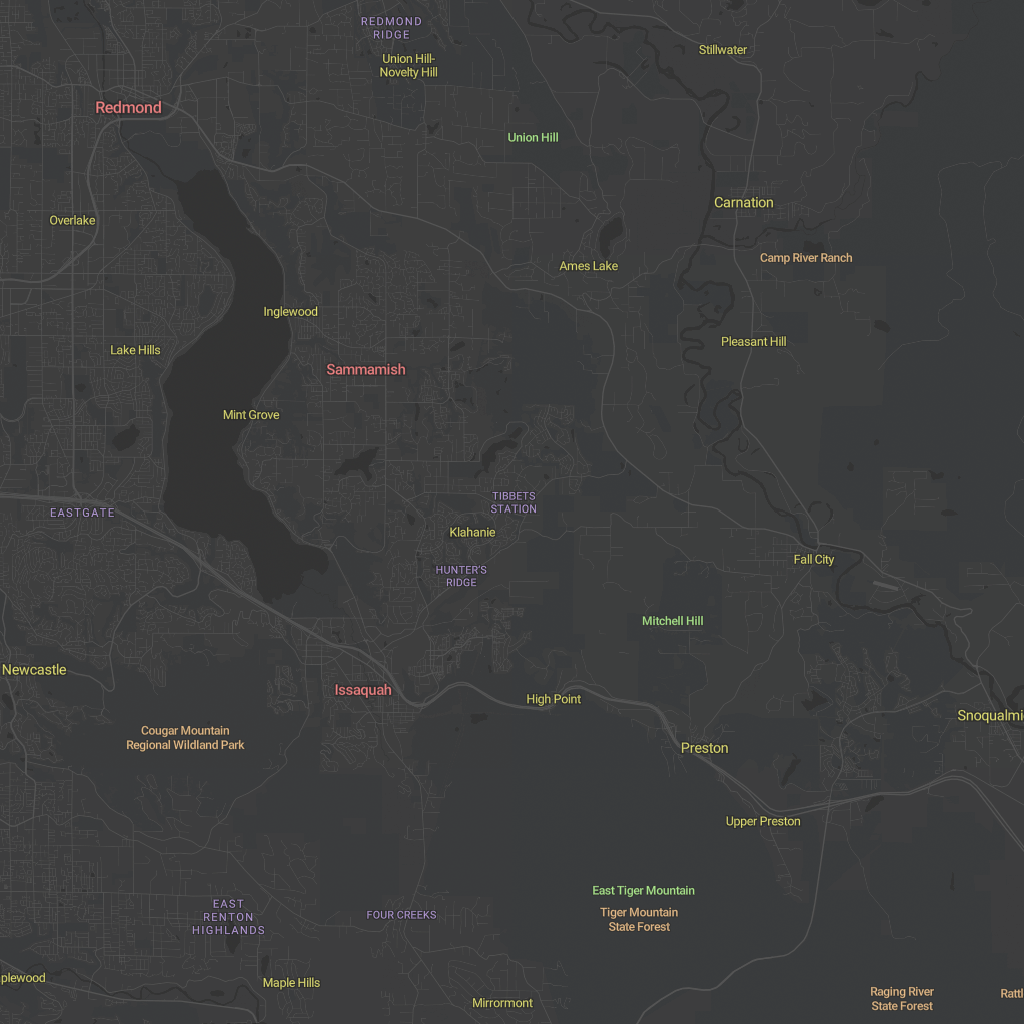 REDMOND
RIDGE
Stillwater
Union Hill-
Novelty Hill
Redmond
Union Hill
Carnation
Overlake
Camp River Ranch
Ames Lake
Inglewood
Pleasant Hill
Lake Hills
Sammamish
Mint Grove
TIBBETS
STATION
EASTGATE
Klahanie
Fall City
HUNTER'S
RIDGE
Mitchell Hill
Newcastle
Issaquah
High Point
Snoqualmi
Cougar Mountain
Regional Wildland Park
Preston
Upper Preston
East Tiger Mountain
EAST
RENTON
HIGHLANDS
FOUR CREEKS
Tiger Mountain
State Forest
plewood
Maple Hills
Mirrormont
Raging River
State Forest
Rattl